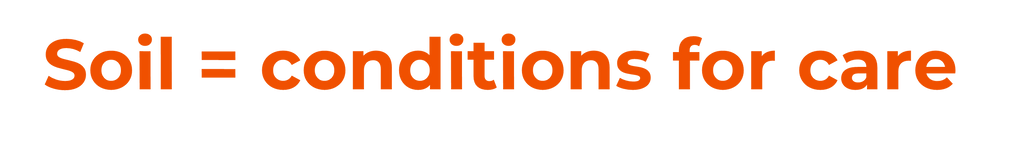 Soil = conditions for care